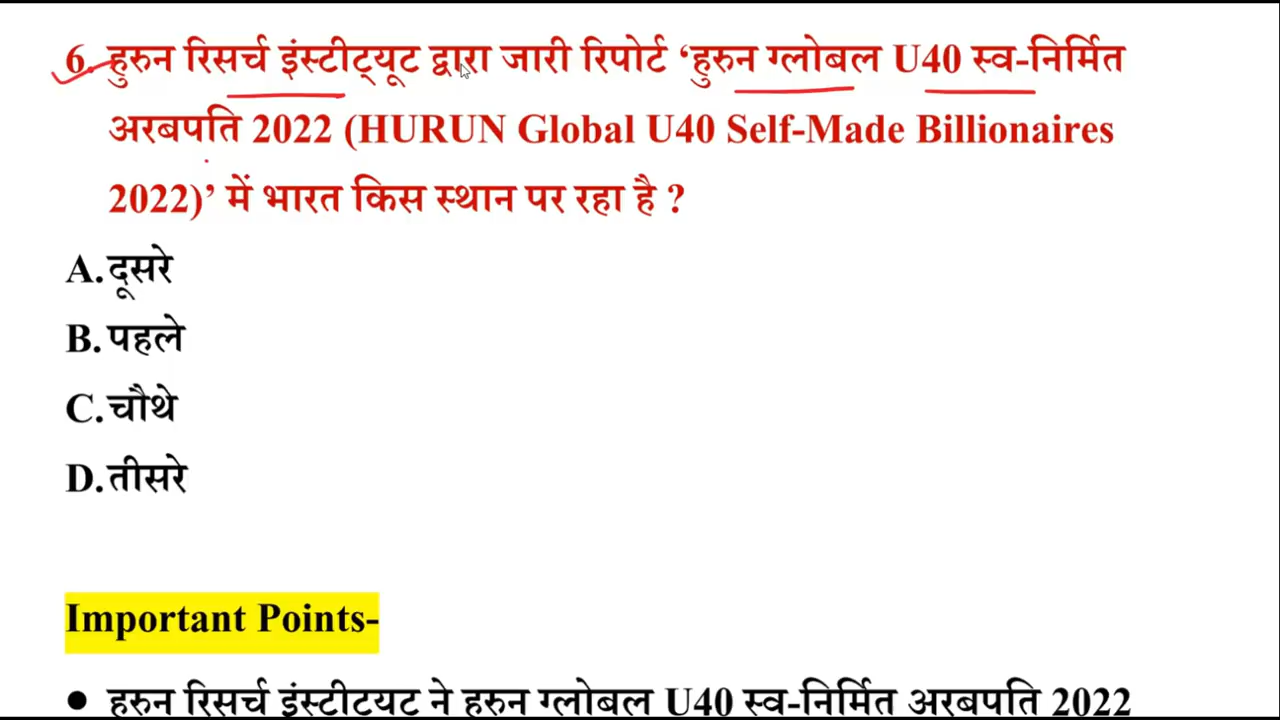 6. हुरुन रिसर्च इंस्टीट्यूट द्वारा जारी रिपोर्ट ‘हुरुन ग्लोबल U40 स्व-निर्मित
अरबपति 2022 (HURUN Global U40 Self-Made Billionaires
2022)’ में भारत किस स्थान पर रहा है ?
A. दूसरे
B. पहले
C. चौथे
D. तीसरे
Important Points-
● हुरुन रिसर्च इंस्टीट्यूट ने हुरुन ग्लोबल U40 स्व-निर्मित अरबपति 2022